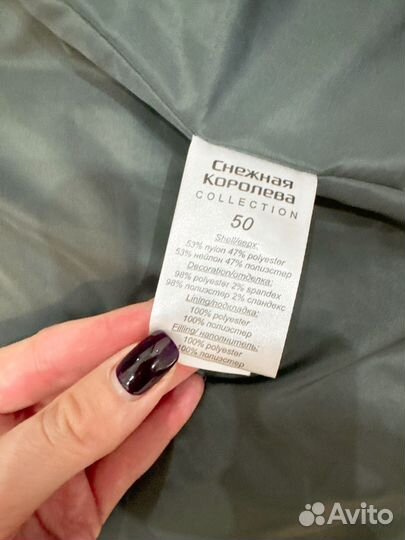 Снежная
Королева
COLLECTION
50
Shell/верх:
53% nylon 47% polyester
53% нейлон 47% полиэстер
Decoration/отделка:
98% polyester 2% spandex
98% полиэстер 2% спандекс
Lining/подкладка:
100% polyester
100% полиэстер
Filling/наполнитель:
100% polyester
100% полиэстер
Avito